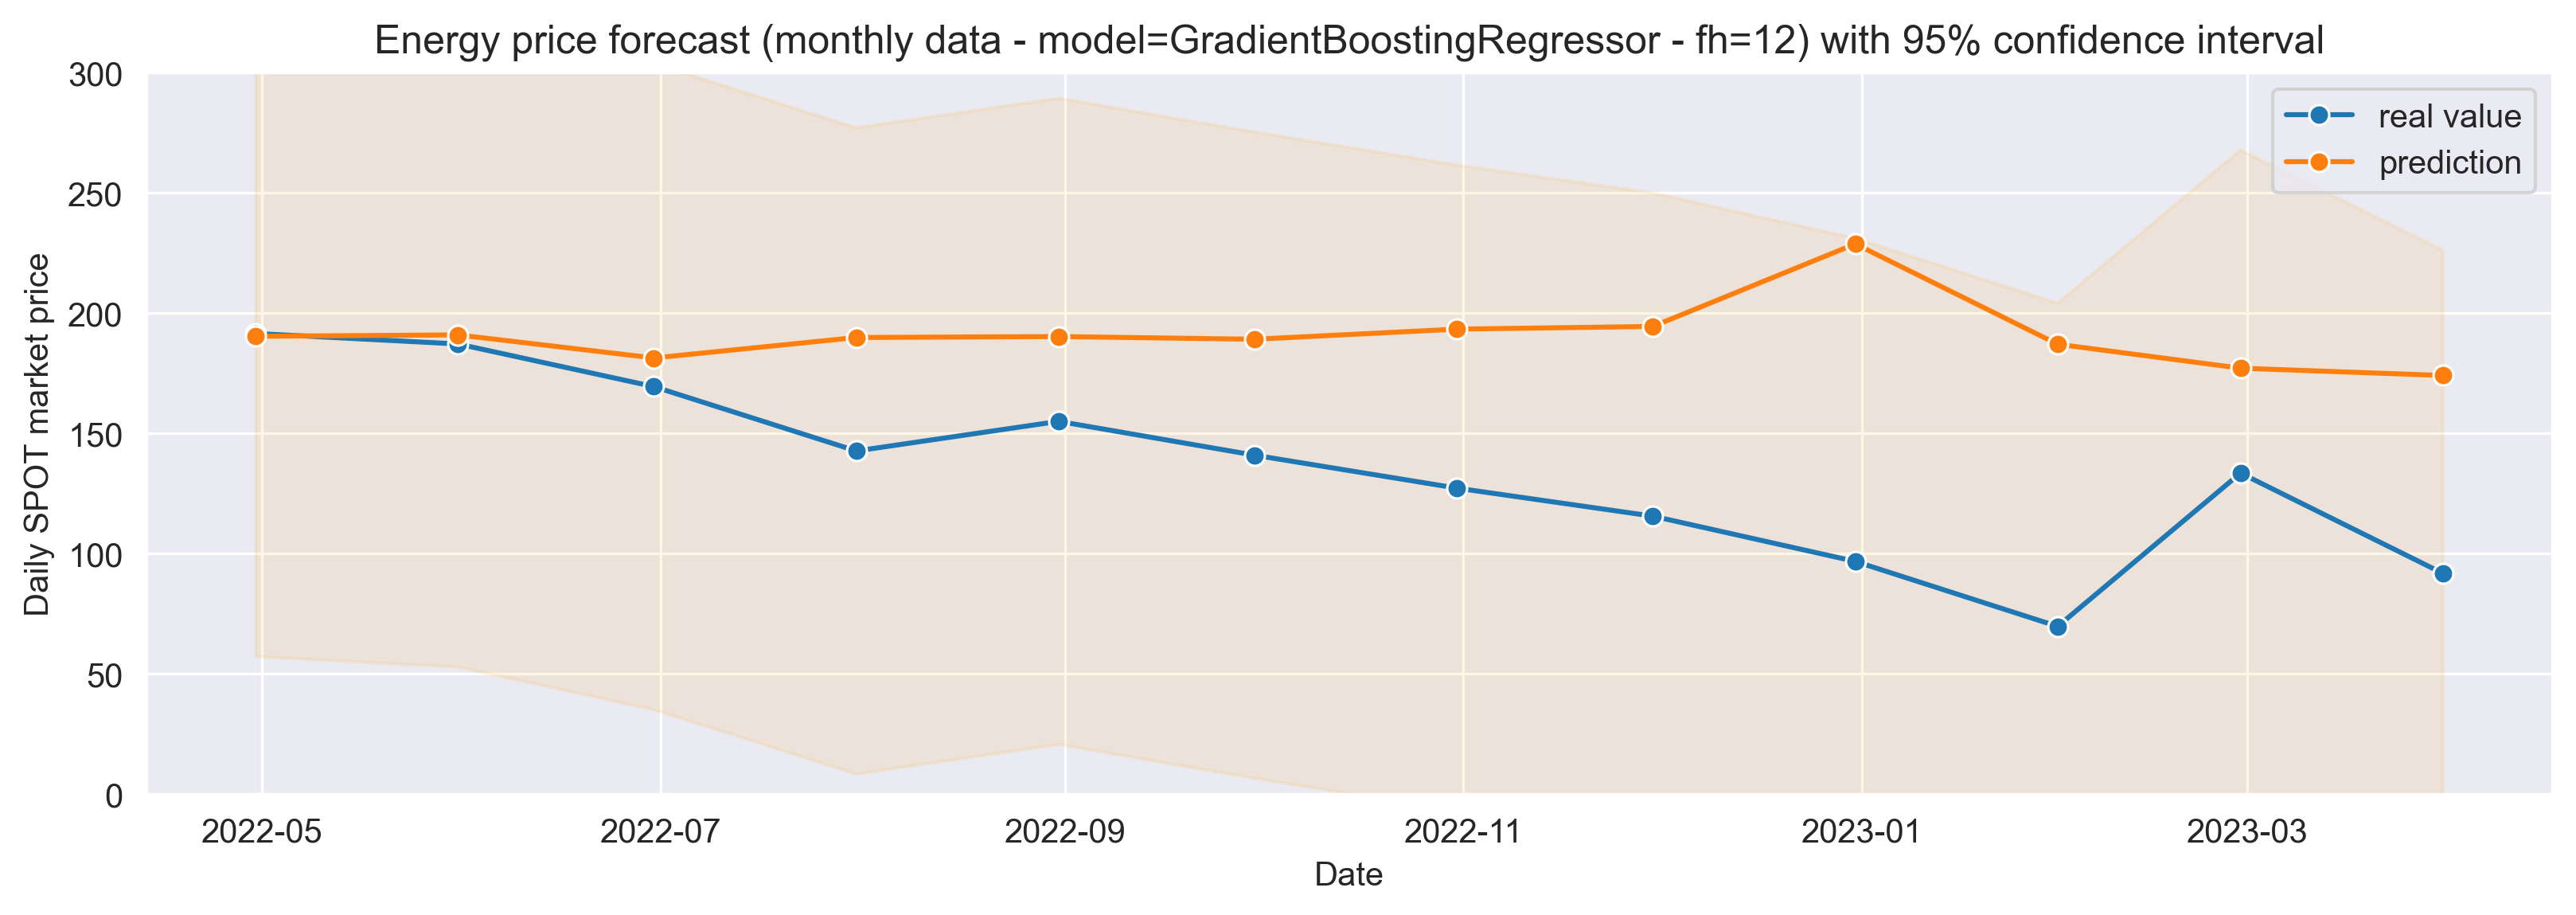 Energy price forecast (monthly data - model=GradientBoostingRegressor - fh=12) with 95% confidence interval
300
250
200
150
100
50
0
Daily SPOT market price
real value
prediction
2022-05
2022-07
2022-09
2022-11
2023-01
2023-03
Date